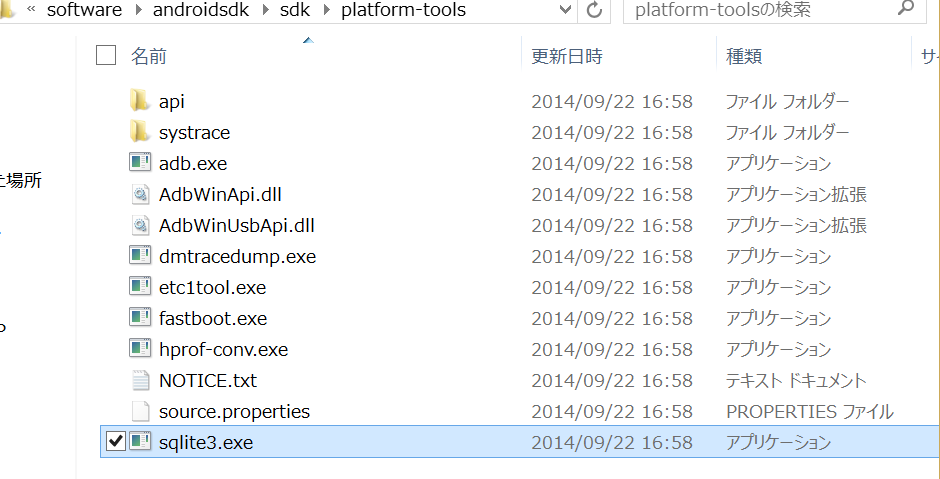 « software androidsdk sdk platform-tools platform-toolsの検索
名前 更新日時 種類
api 2014/09/22 16:58 ファイル フォルダー
systrace 2014/09/22 16:58 ファイル フォルダー
adb.exe 2014/09/22 16:58 アプリケーション
た場所 AdbWinApi.dll 2014/09/22 16:58 アプリケーション拡張
AdbWinUsbApi.dll 2014/09/22 16:58 アプリケーション拡張
dmtracedump.exe 2014/09/22 16:58 アプリケーション
etc1tool.exe 2014/09/22 16:58 アプリケーション
fastboot.exe 2014/09/22 16:58 アプリケーション
hprof-conv.exe 2014/09/22 16:58 アプリケーション
NOTICE.txt 2014/09/22 16:58 テキスト ドキュメント
source.properties 2014/09/22 16:58 PROPERTIES ファイル
sqlite3.exe 2014/09/22 16:58 アプリケーション